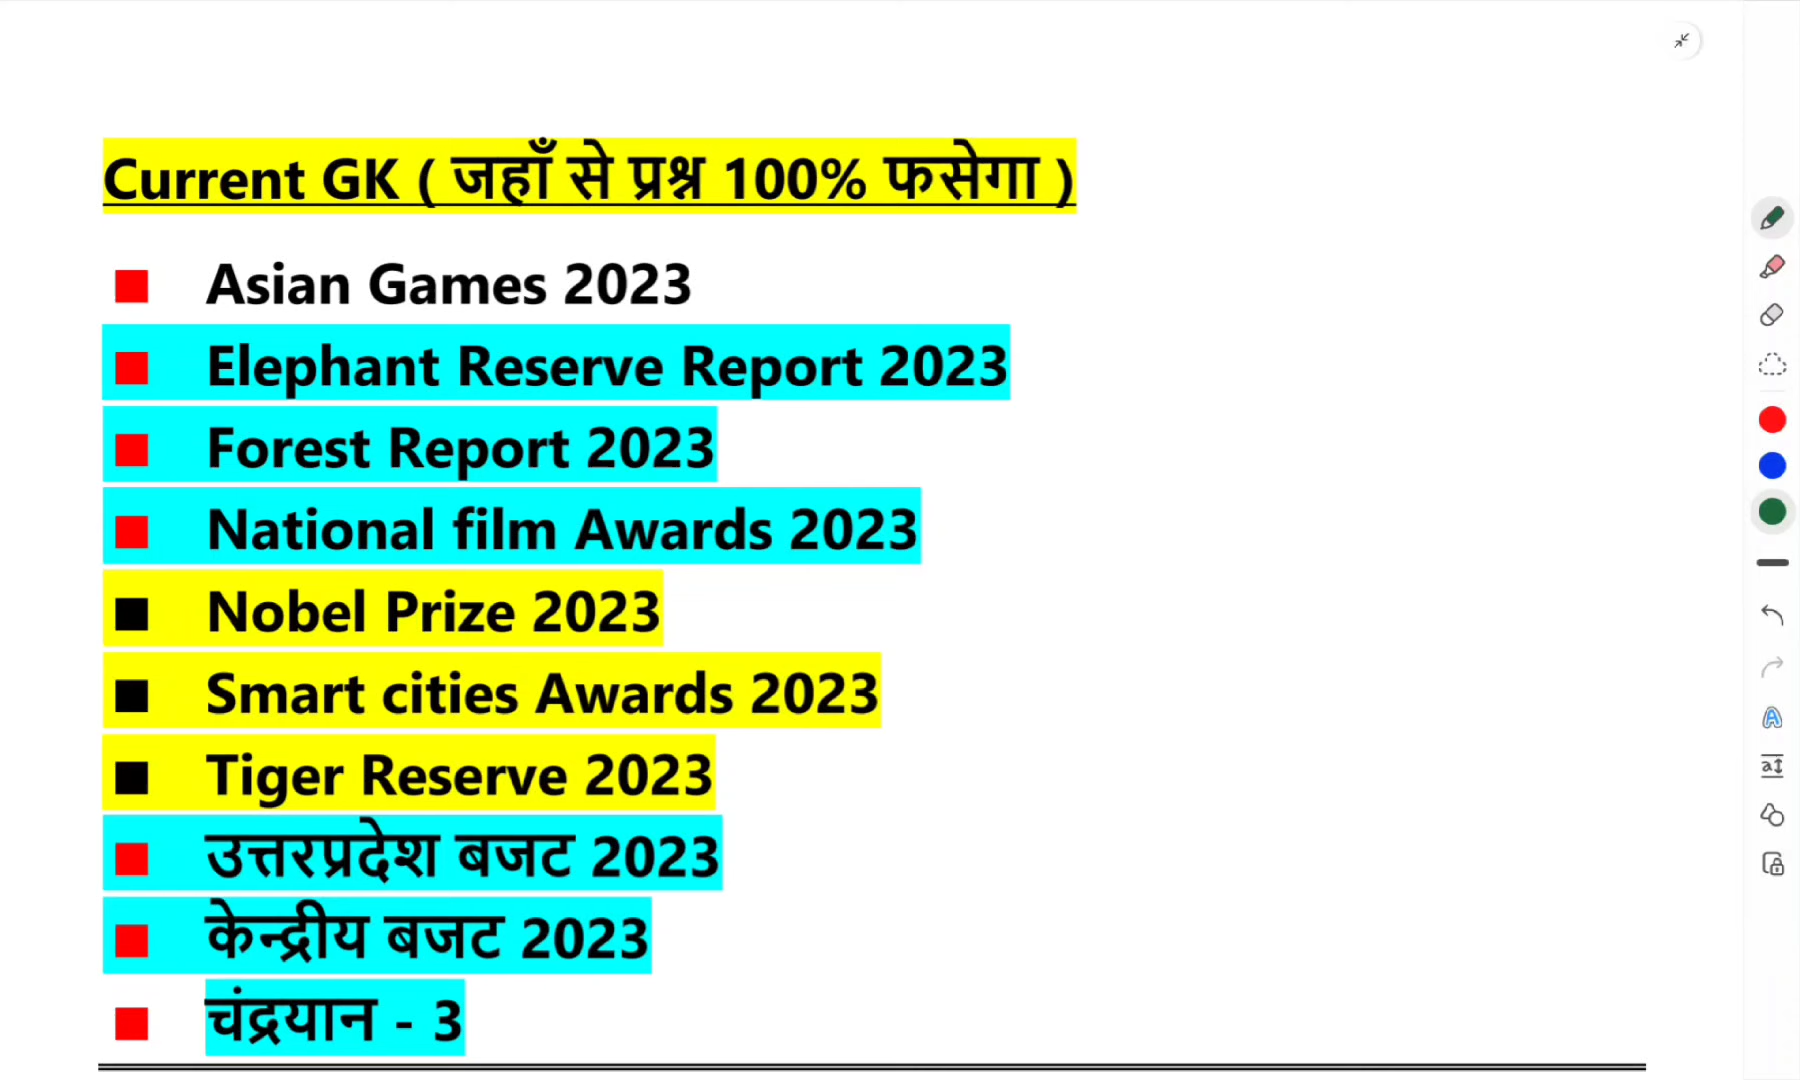 Current GK ( जहाँ से प्रश्न 100% फसेगा )
■ Asian Games 2023
■ Elephant Reserve Report 2023
■ Forest Report 2023
■ National film Awards 2023
■ Nobel Prize 2023
■ Smart cities Awards 2023
■ Tiger Reserve 2023
■ उत्तरप्रदेश बजट 2023
■ केन्द्रीय बजट 2023
■ चंद्रयान - 3